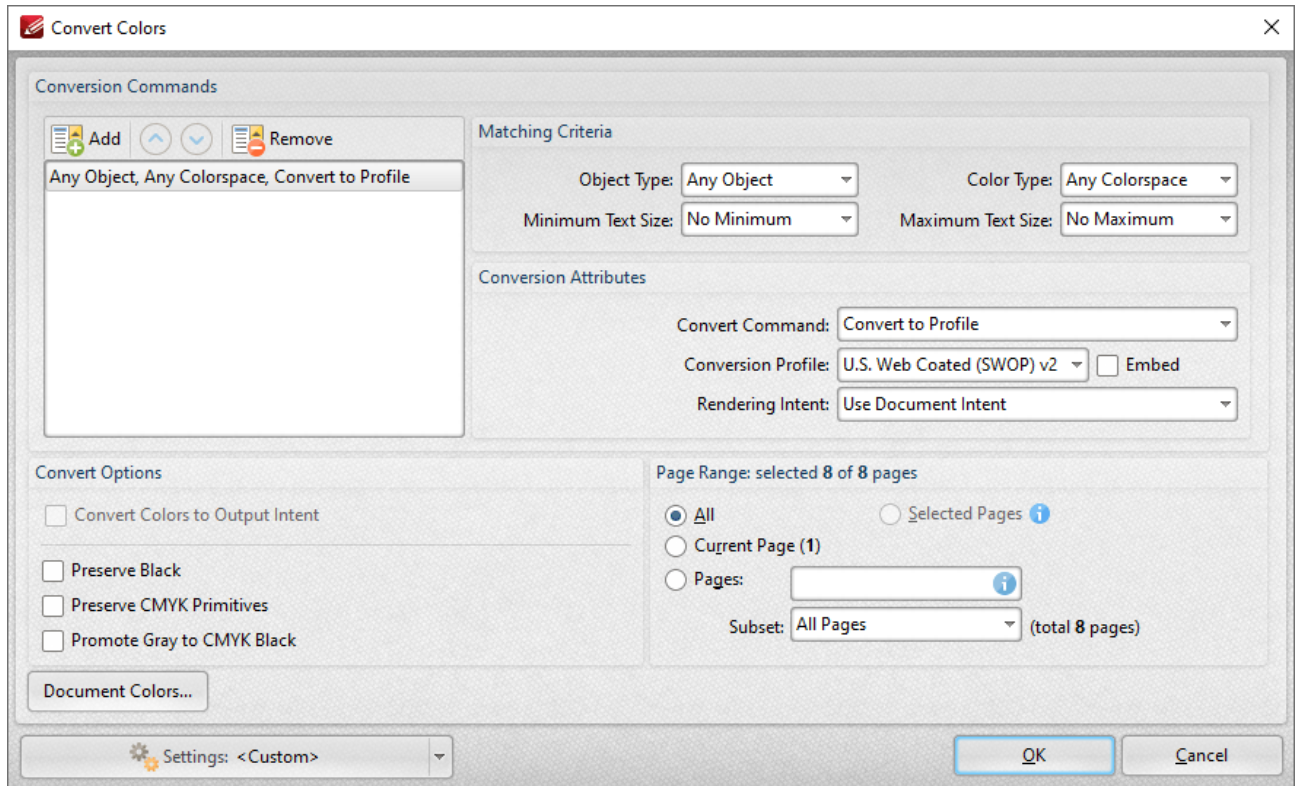 Convert Colors
Conversion Commands
Add Remove
Any Object, Any Colorspace, Convert to Profile
Matching Criteria
Object Type: Any Object Color Type: Any Colorspace
Minimum Text Size: No Minimum Maximum Text Size: No Maximum
Conversion Attributes
Convert Command: Convert to Profile
Conversion Profile: U.S. Web Coated (SWOP) v2 Embed
Rendering Intent: Use Document Intent
Convert Options
Convert Colors to Output Intent
Preserve Black
Preserve CMYK Primitives
Promote Gray to CMYK Black
Page Range: selected 8 of 8 pages
All Selected Pages
Current Page (1)
Pages:
Subset: All Pages (total 8 pages)
Document Colors...
Settings: <Custom> OK Cancel